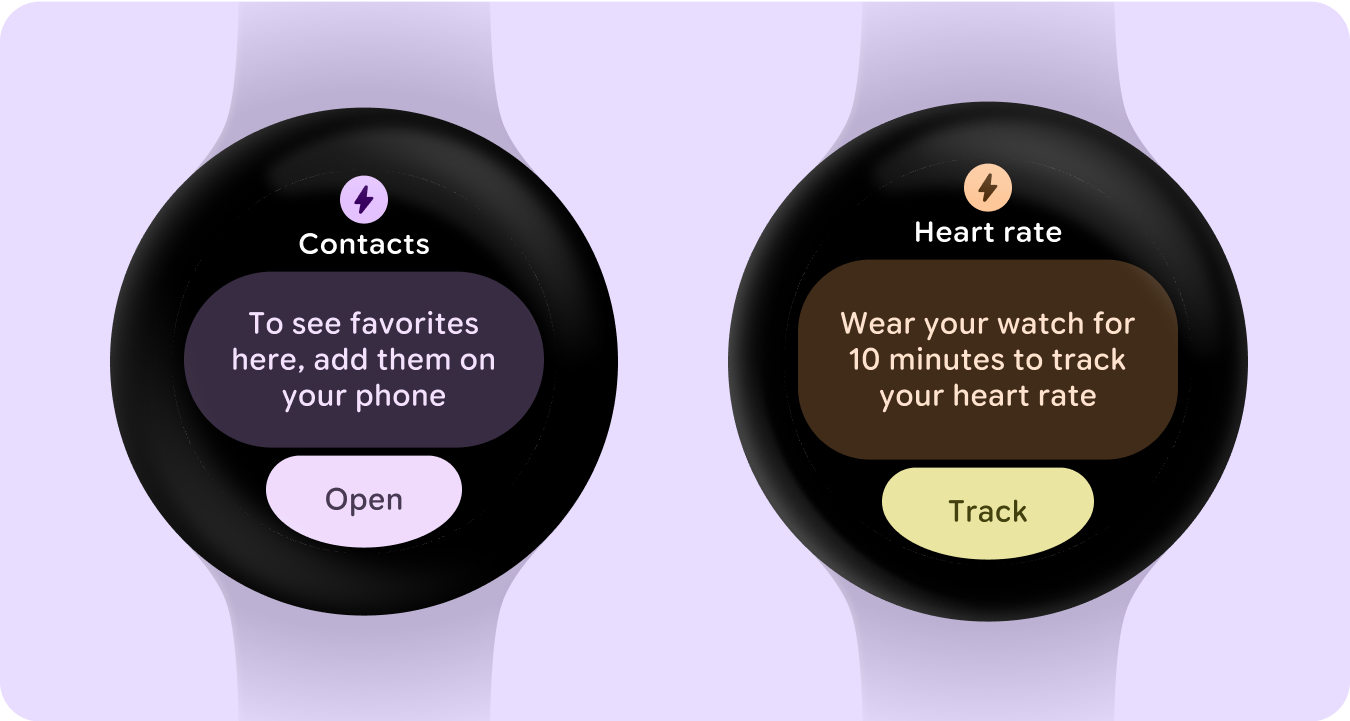 Contacts
To see favorites
here, add them on
your phone
Open
Heart rate
Wear your watch for
10 minutes to track
your heart rate
Track